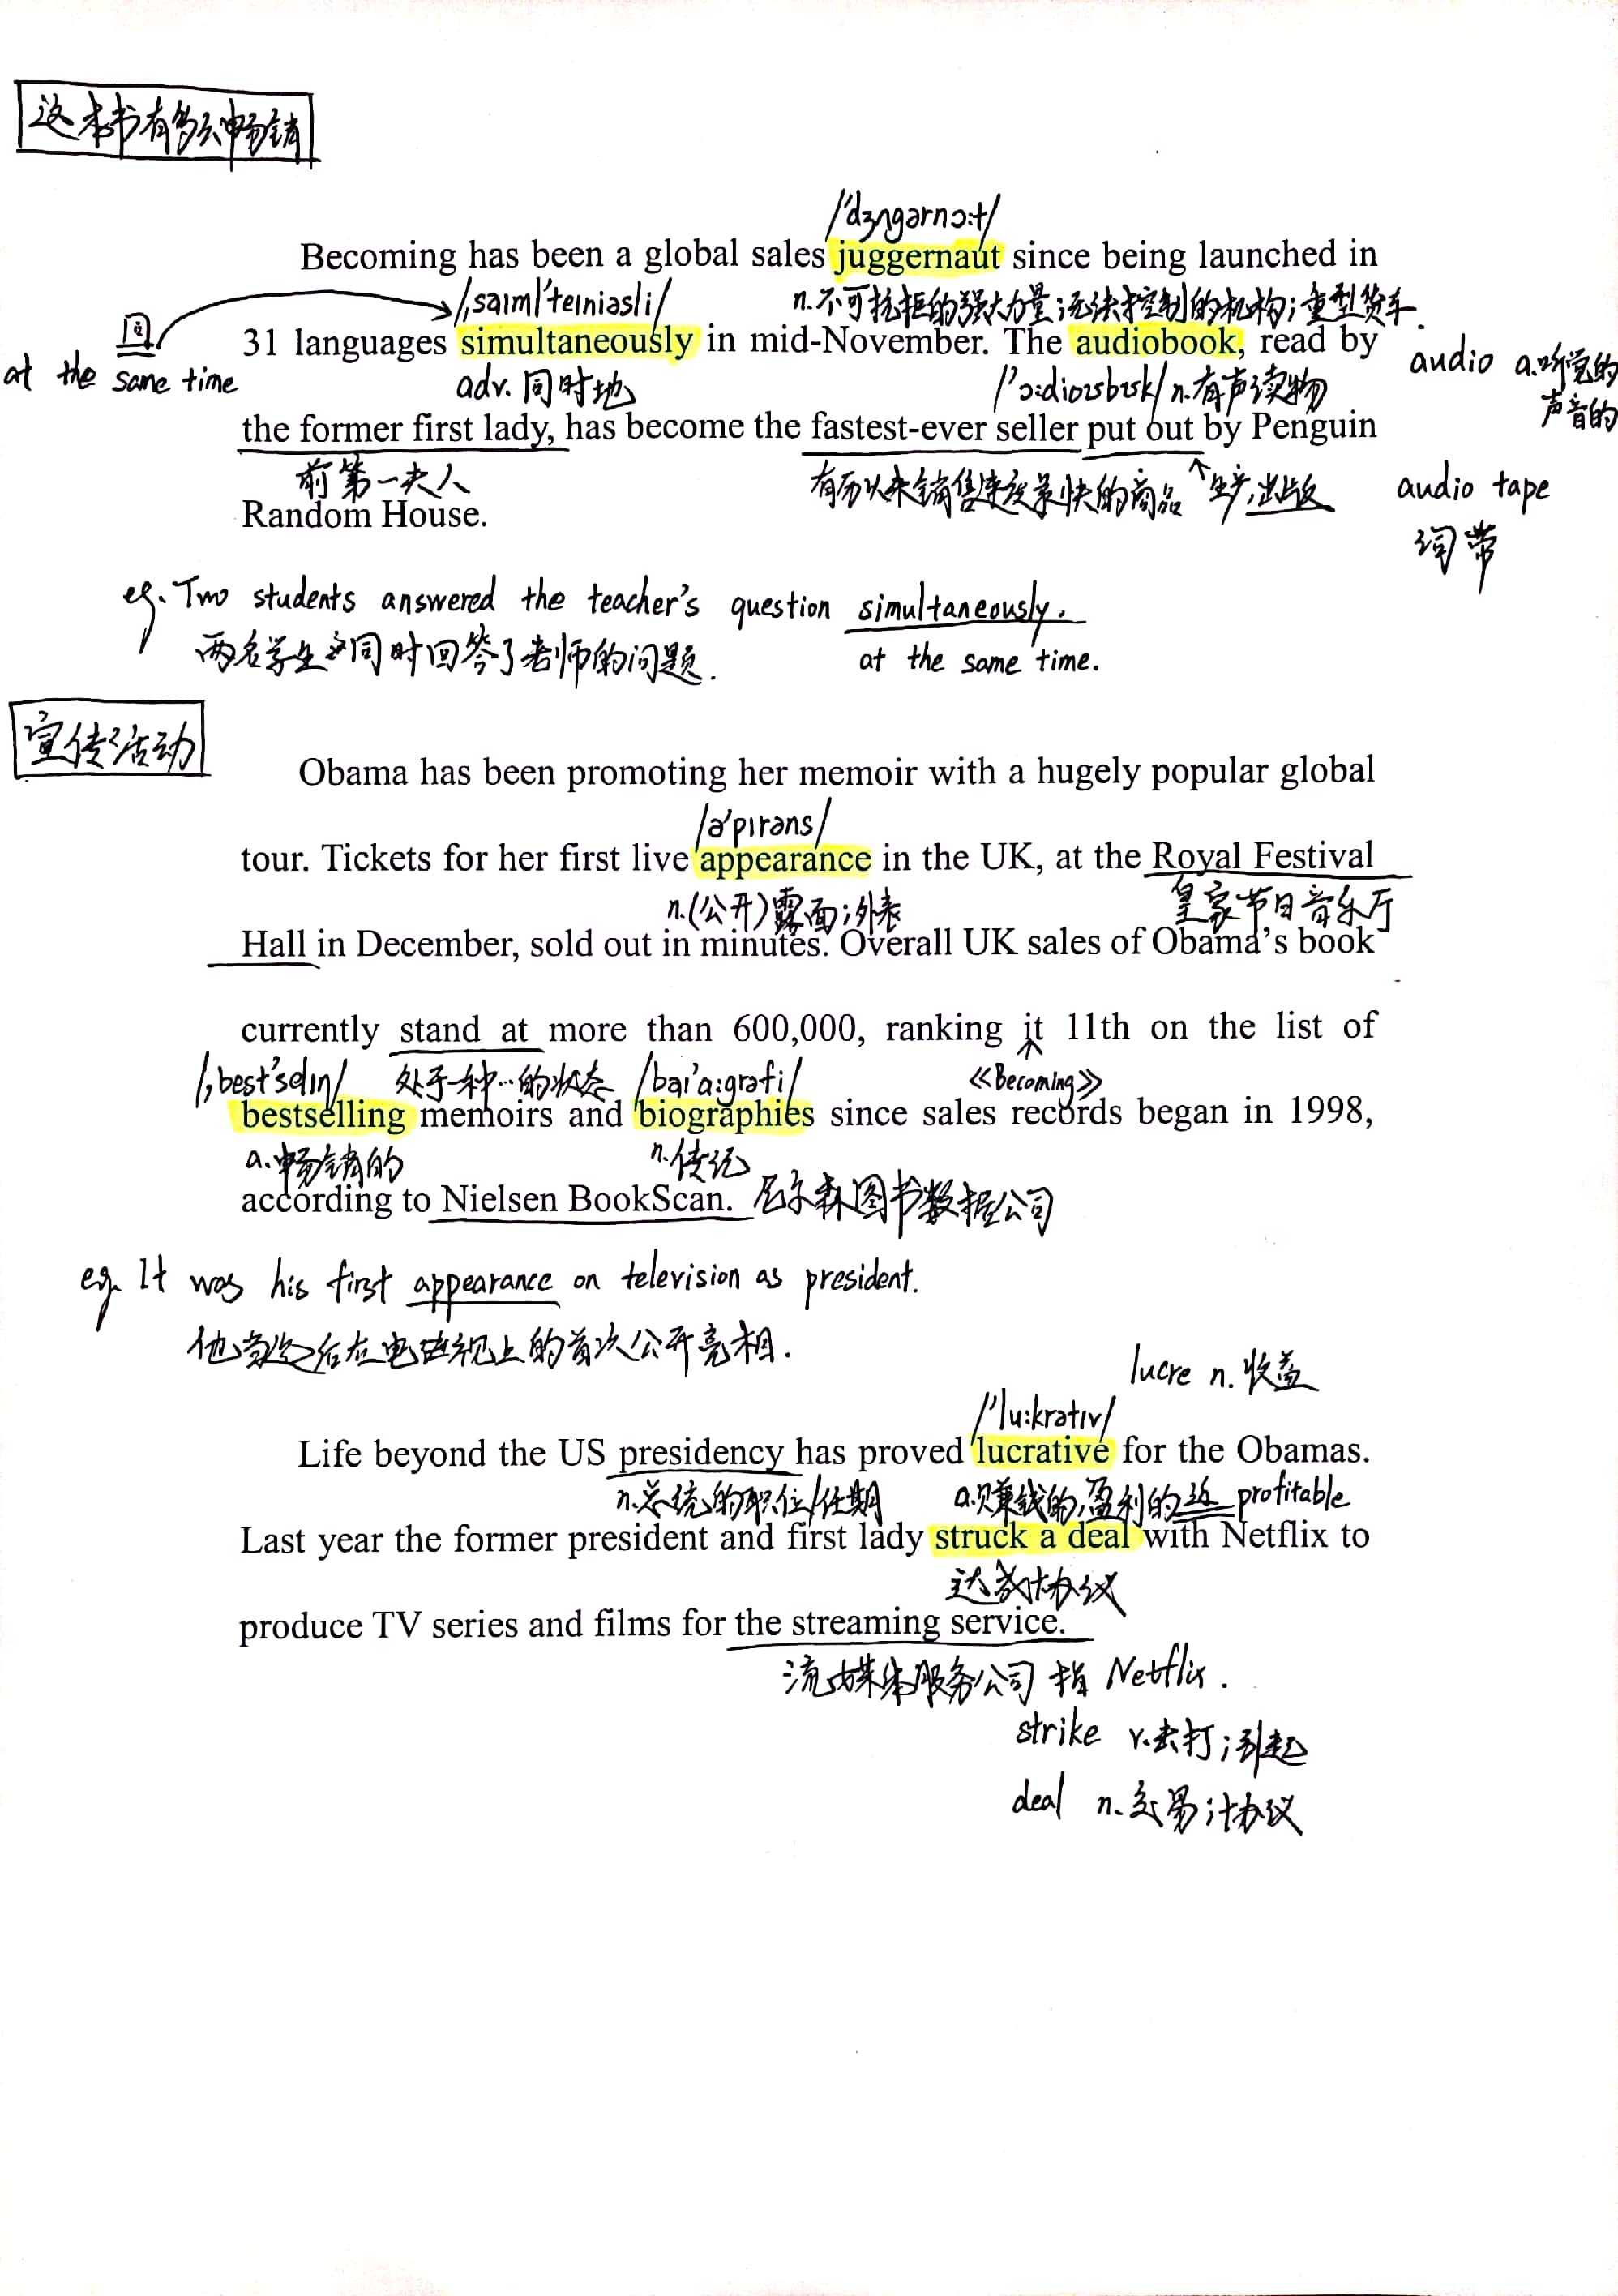 这本书有多么畅销
/ˈdʒʌɡərnɔːt/
Becoming has been a global sales juggernaut since being launched in
/ˌsaɪmlˈteɪniəsli/ n.不可抗拒的强大力量；无法控制的机构；重型货车.
同 31 languages simultaneously in mid-November. The audiobook, read by
at the same time adv. 同时地 /ˈɔːdioʊbʊk/ n.有声读物 audio a.听觉的
声音的
the former first lady, has become the fastest-ever seller put out by Penguin
前第一夫人 有历以来销售速度最快的商品 生产,出版 audio tape
Random House.
词带
eg. Two students answered the teacher's question simultaneously.
两名学生同时回答了老师的问题. at the same time.
宣传活动
Obama has been promoting her memoir with a hugely popular global
/əˈpɪrəns/
tour. Tickets for her first live appearance in the UK, at the Royal Festival
n.(公开)露面；外表 皇家节日音乐厅
Hall in December, sold out in minutes. Overall UK sales of Obama's book
currently stand at more than 600,000, ranking it 11th on the list of
/ˌbestˈselɪn/ 处于一种…的状态 /baɪˈɑːɡrəfi/ 《Becoming》
bestselling memoirs and biographies since sales records began in 1998,
a.畅销的 n.传记
according to Nielsen BookScan. 尼尔森图书数据公司
eg. It was his first appearance on television as president.
他当选后在电视上的首次公开亮相.
lucre n. 收益
/ˈluːkrətɪv/
Life beyond the US presidency has proved lucrative for the Obamas.
n.总统的职位/任期 a.赚钱的,盈利的 近 profitable
Last year the former president and first lady struck a deal with Netflix to
达成协议
produce TV series and films for the streaming service.
流媒体服务公司 指 Netflix.
strike v.击打；引起
deal n. 交易；协议